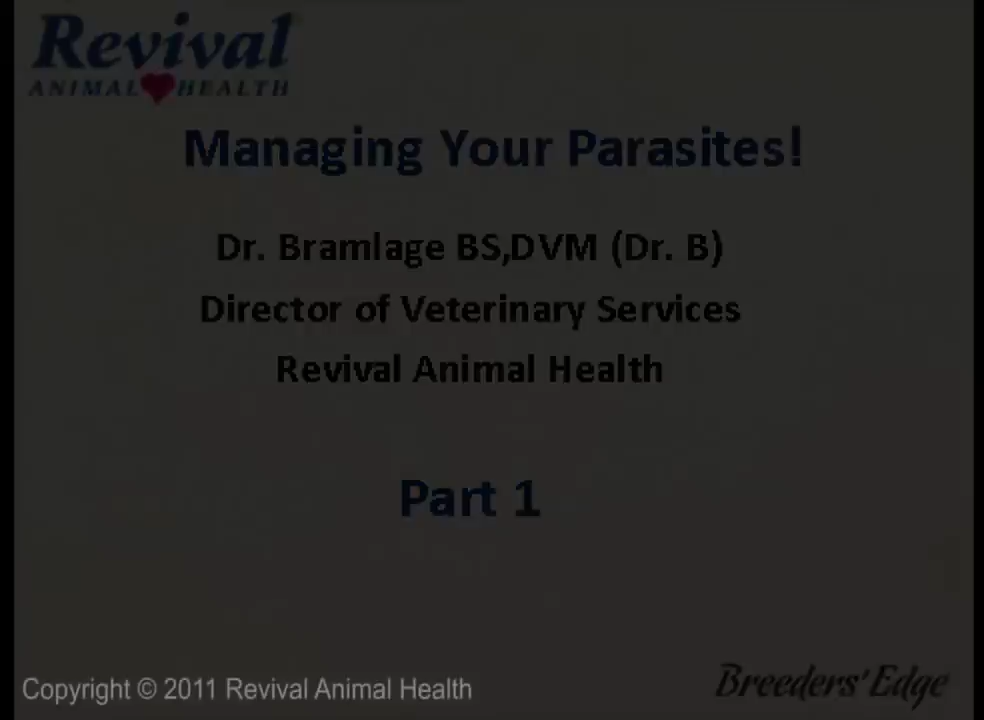 Revival
ANIMAL HEALTH
Managing Your Parasites!
Dr. Bramlage BS,DVM (Dr. B)
Director of Veterinary Services
Revival Animal Health
Part 1
Copyright © 2011 Revival Animal Health
Breeders' Edge